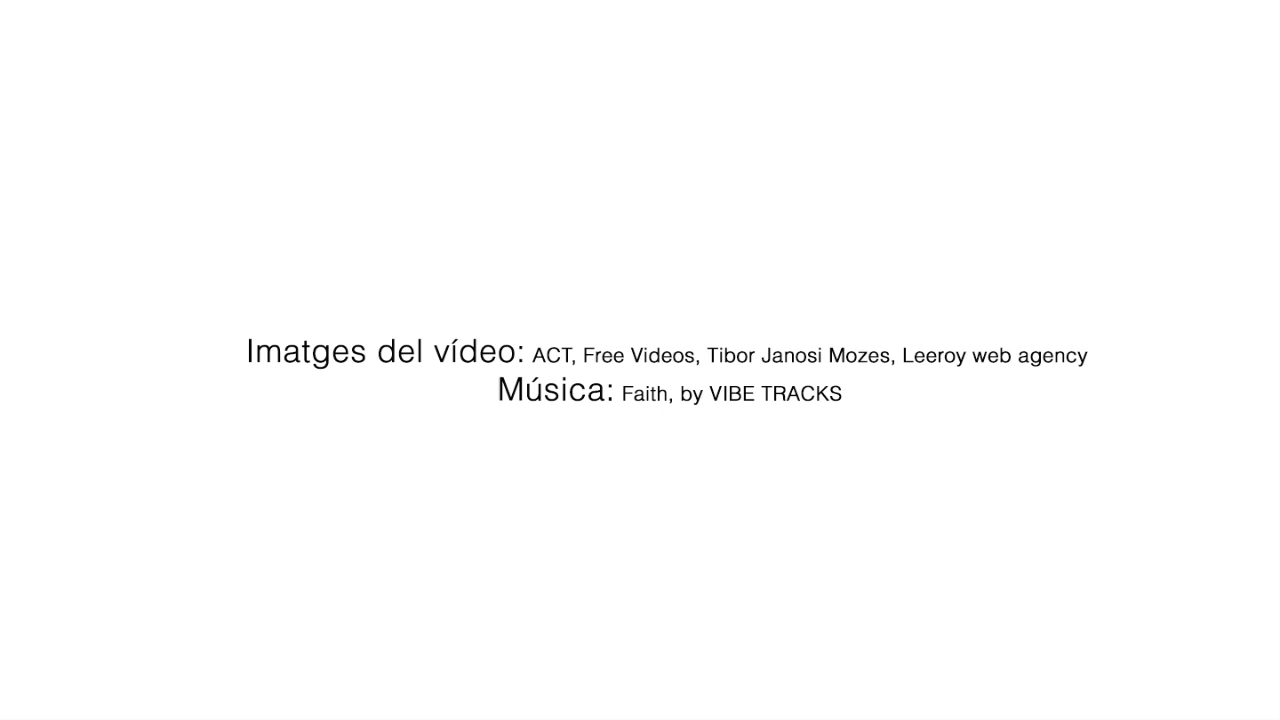 Imatges del vídeo: ACT, Free Videos, Tibor Janosi Mozes, Leeroy web agency
Música: Faith, by VIBE TRACKS